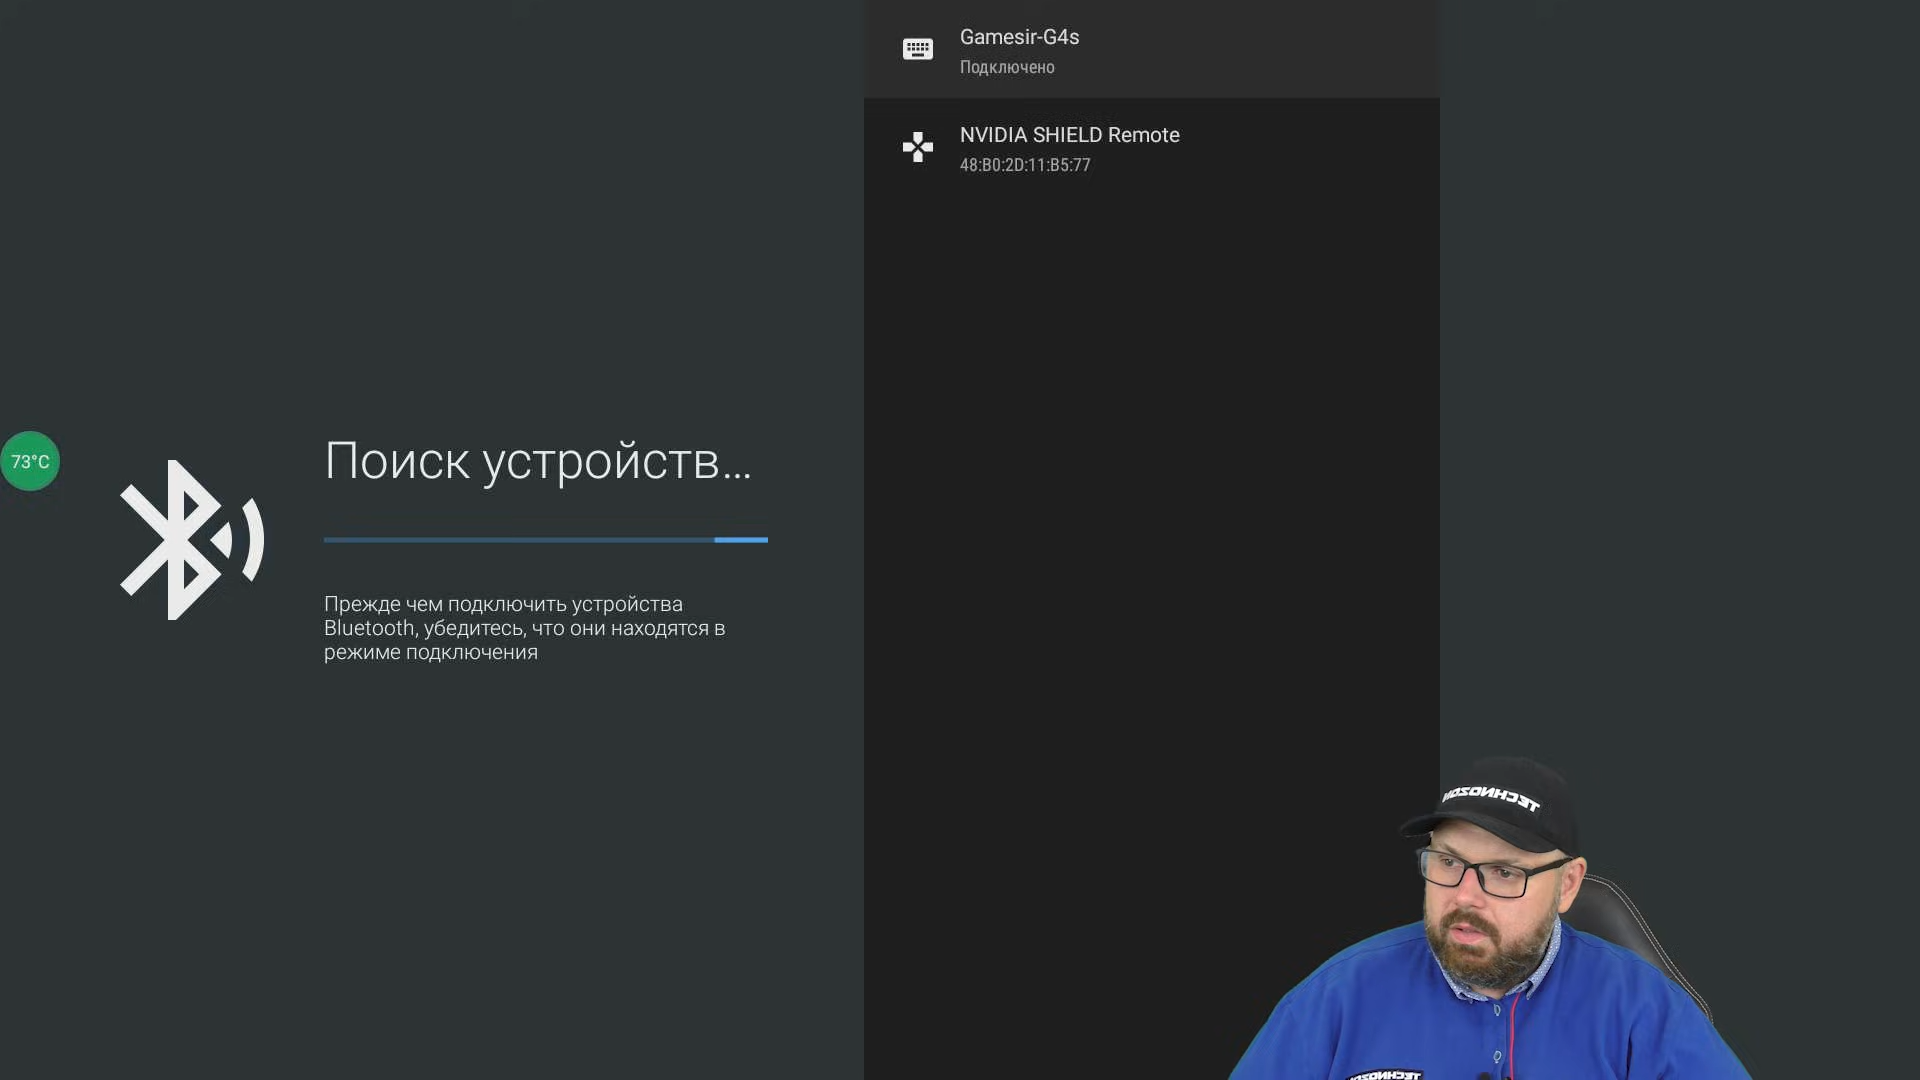 Gamesir-G4s
Подключено
NVIDIA SHIELD Remote
48:B0:2D:11:B5:77
73°C
Поиск устройств...
Прежде чем подключить устройства
Bluetooth, убедитесь, что они находятся в
режиме подключения
TECHNOZON